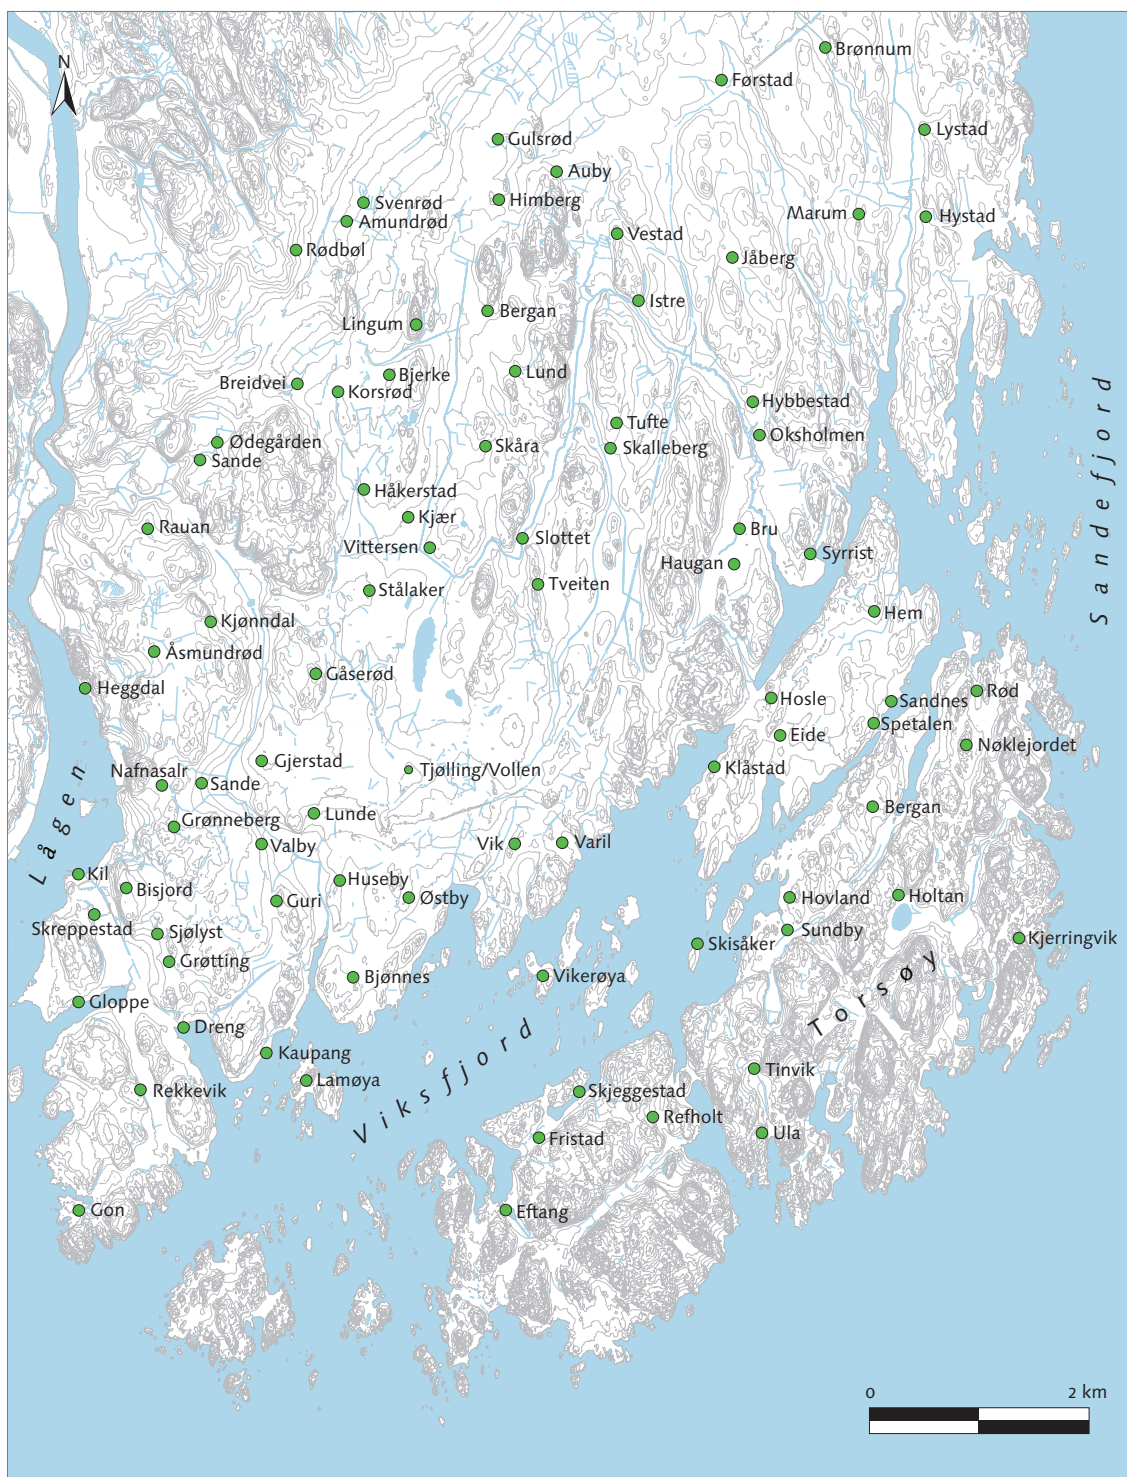 Brønnum
N
Førstad
Lystad
Gulsrød
Auby
Himberg
Svenrød
Amundrød
Marum
Hystad
Vestad
Rødbøl
Jåberg
Istre
Bergan
Lingum
Lund
Bjerke
Breidvei
Korsrød
Hybbestad
Tufte
Oksholmen
Ødegården
Skåra
Skalleberg
Sande
Håkerstad
Kjær
Rauan
Bru
Slottet
Vittersen
Syrrist
Haugan
Tveiten
Stålaker
Sandefjord
Hem
Kjønndal
Åsmundrød
Gåserød
Heggdal
Rød
Hosle
Sandnes
Spetalen
Eide
Nøklejordet
Gjerstad
Klåstad
Tjølling/Vollen
Nafnasalr
Sande
Bergan
Lunde
Grønneberg
Lågen
Valby
Vik
Varil
Kil
Huseby
Bisjord
Østby
Hovland
Holtan
Guri
Skreppestad
Sundby
Sjølyst
Skisåker
Kjerringvik
Grøtting
Bjønnes
Vikerøya
Torsøy
Gloppe
Dreng
Kaupang
Viksfjord
Tinvik
Lamøya
Rekkevik
Skjeggestad
Refholt
Ula
Fristad
Gon
Eftang
0 2 km